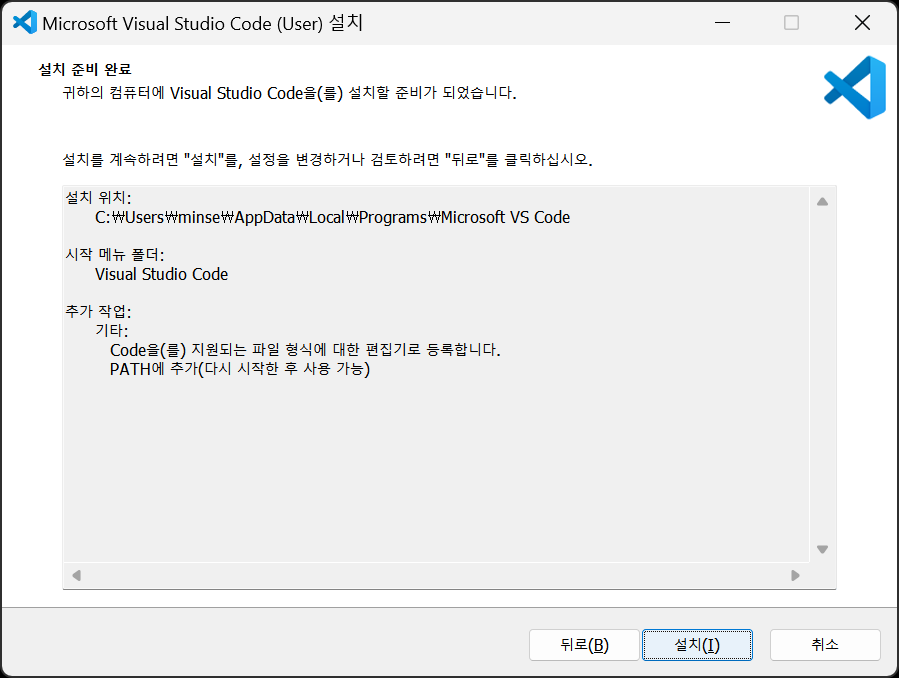 Microsoft Visual Studio Code (User) 설치
설치 준비 완료
귀하의 컴퓨터에 Visual Studio Code을(를) 설치할 준비가 되었습니다.
설치를 계속하려면 "설치"를, 설정을 변경하거나 검토하려면 "뒤로"를 클릭하십시오.
설치 위치:
C:₩Users₩minse₩AppData₩Local₩Programs₩Microsoft VS Code
시작 메뉴 폴더:
Visual Studio Code
추가 작업:
기타:
Code을(를) 지원되는 파일 형식에 대한 편집기로 등록합니다.
PATH에 추가(다시 시작한 후 사용 가능)
뒤로(B) 설치(I) 취소